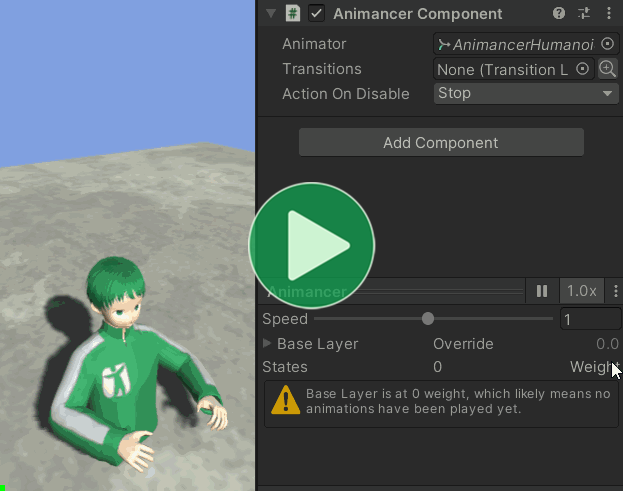 Animancer Component
Animator AnimancerHumanoi
Transitions None (Transition L
Action On Disable Stop
Add Component
Animancer 1.0x
Speed 1
Base Layer Override 0.0
States 0 Weight
Base Layer is at 0 weight, which likely means no
animations have been played yet.